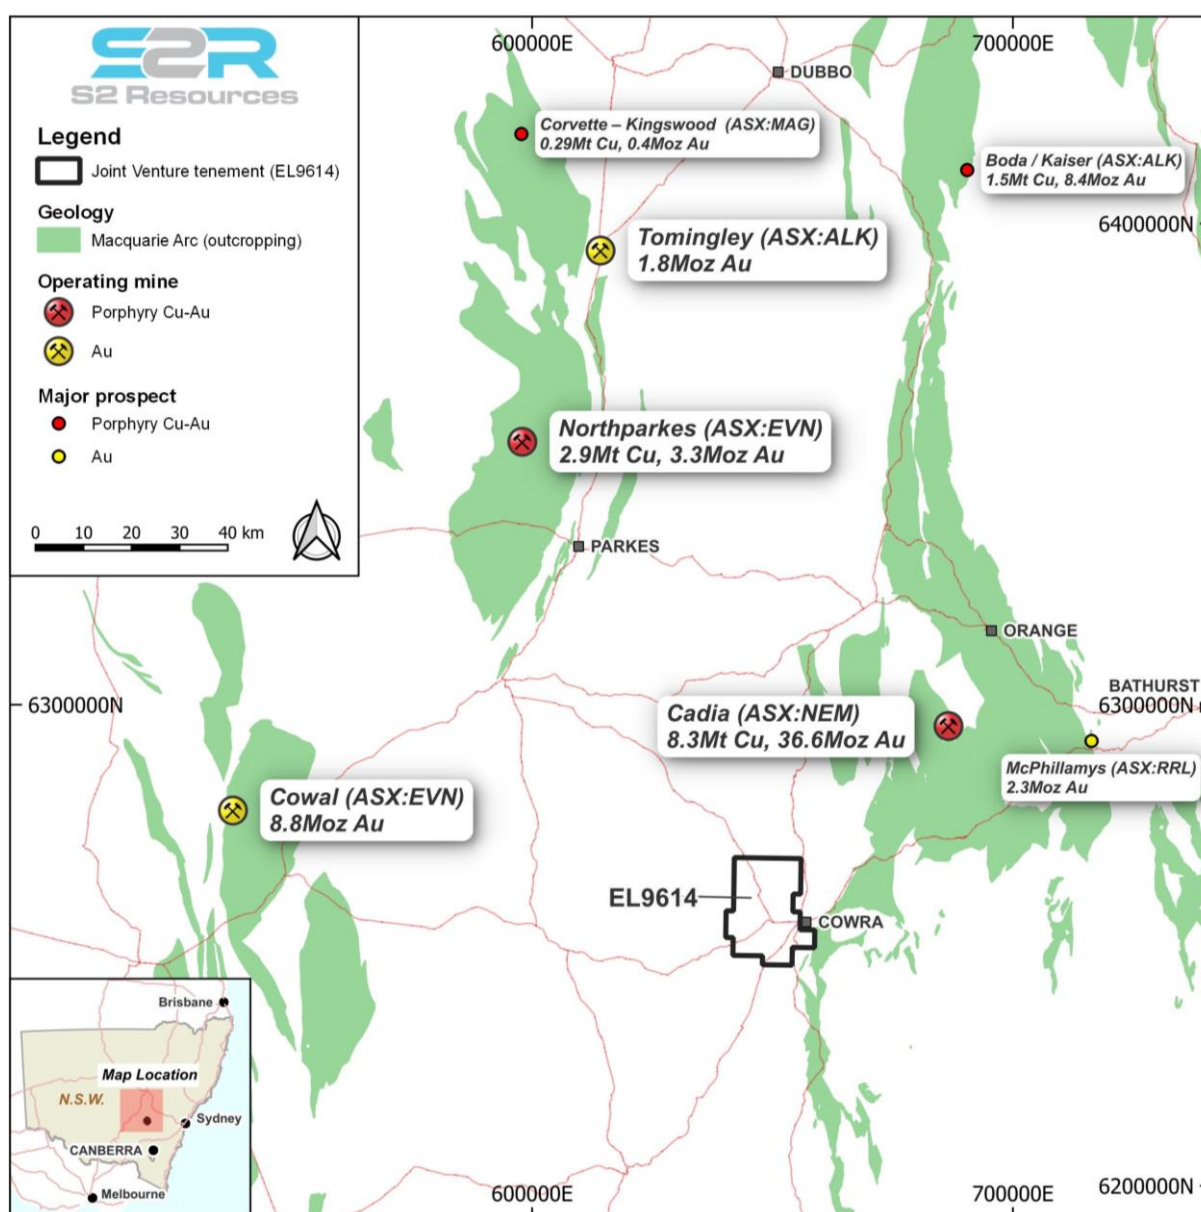 S2R
S2 Resources
Legend
Joint Venture tenement (EL9614)
Geology
Macquarie Arc (outcropping)
Operating mine
Porphyry Cu-Au
Au
Major prospect
Porphyry Cu-Au
Au
0 10 20 30 40 km
600000E
700000E
DUBBO
Corvette – Kingswood (ASX:MAG)
0.29Mt Cu, 0.4Moz Au
Boda / Kaiser (ASX:ALK)
1.5Mt Cu, 8.4Moz Au
6400000N
Tomingley (ASX:ALK)
1.8Moz Au
Northparkes (ASX:EVN)
2.9Mt Cu, 3.3Moz Au
PARKES
ORANGE
BATHURST
6300000N
6300000N
Cadia (ASX:NEM)
8.3Mt Cu, 36.6Moz Au
McPhillamys (ASX:RRL)
2.3Moz Au
Cowal (ASX:EVN)
8.8Moz Au
EL9614
COWRA
Brisbane
Map Location
N.S.W.
Sydney
CANBERRA
Melbourne
600000E
700000E
6200000N